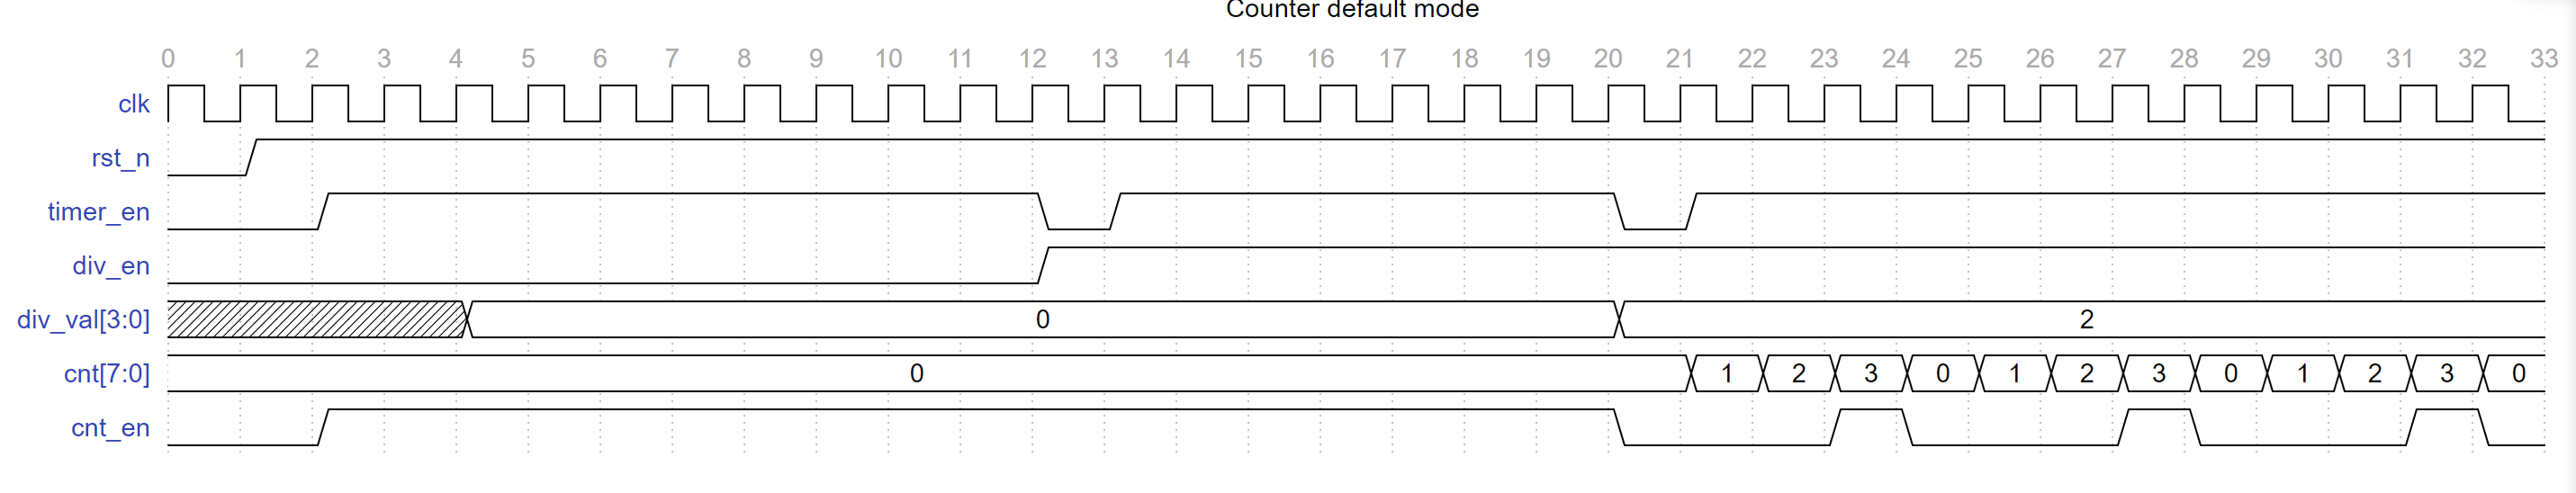 Counter default mode
0 1 2 3 4 5 6 7 8 9 10 11 12 13 14 15 16 17 18 19 20 21 22 23 24 25 26 27 28 29 30 31 32 33
clk
rst_n
timer_en
div_en
div_val[3:0] 0 2
cnt[7:0] 0 1 2 3 0 1 2 3 0 1 2 3 0
cnt_en